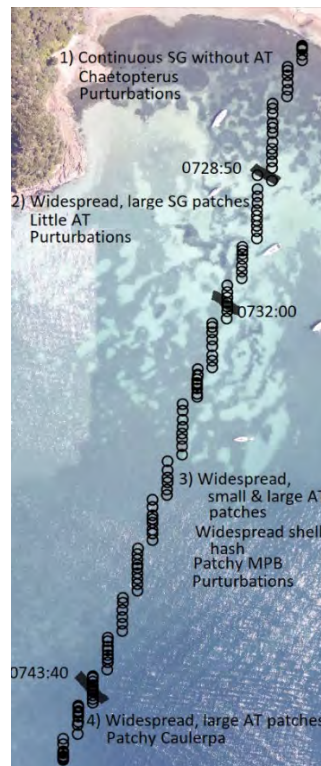 1) Continuous SG without AT
Chaetopterus
Purturbations
0728:50
2) Widespread, large SG patches
Little AT
Purturbations
0732:00
3) Widespread,
small & large AT
patches
Widespread shell
hash
Patchy MPB
Purturbations
0743:40
4) Widespread, large AT patches
Patchy Caulerpa